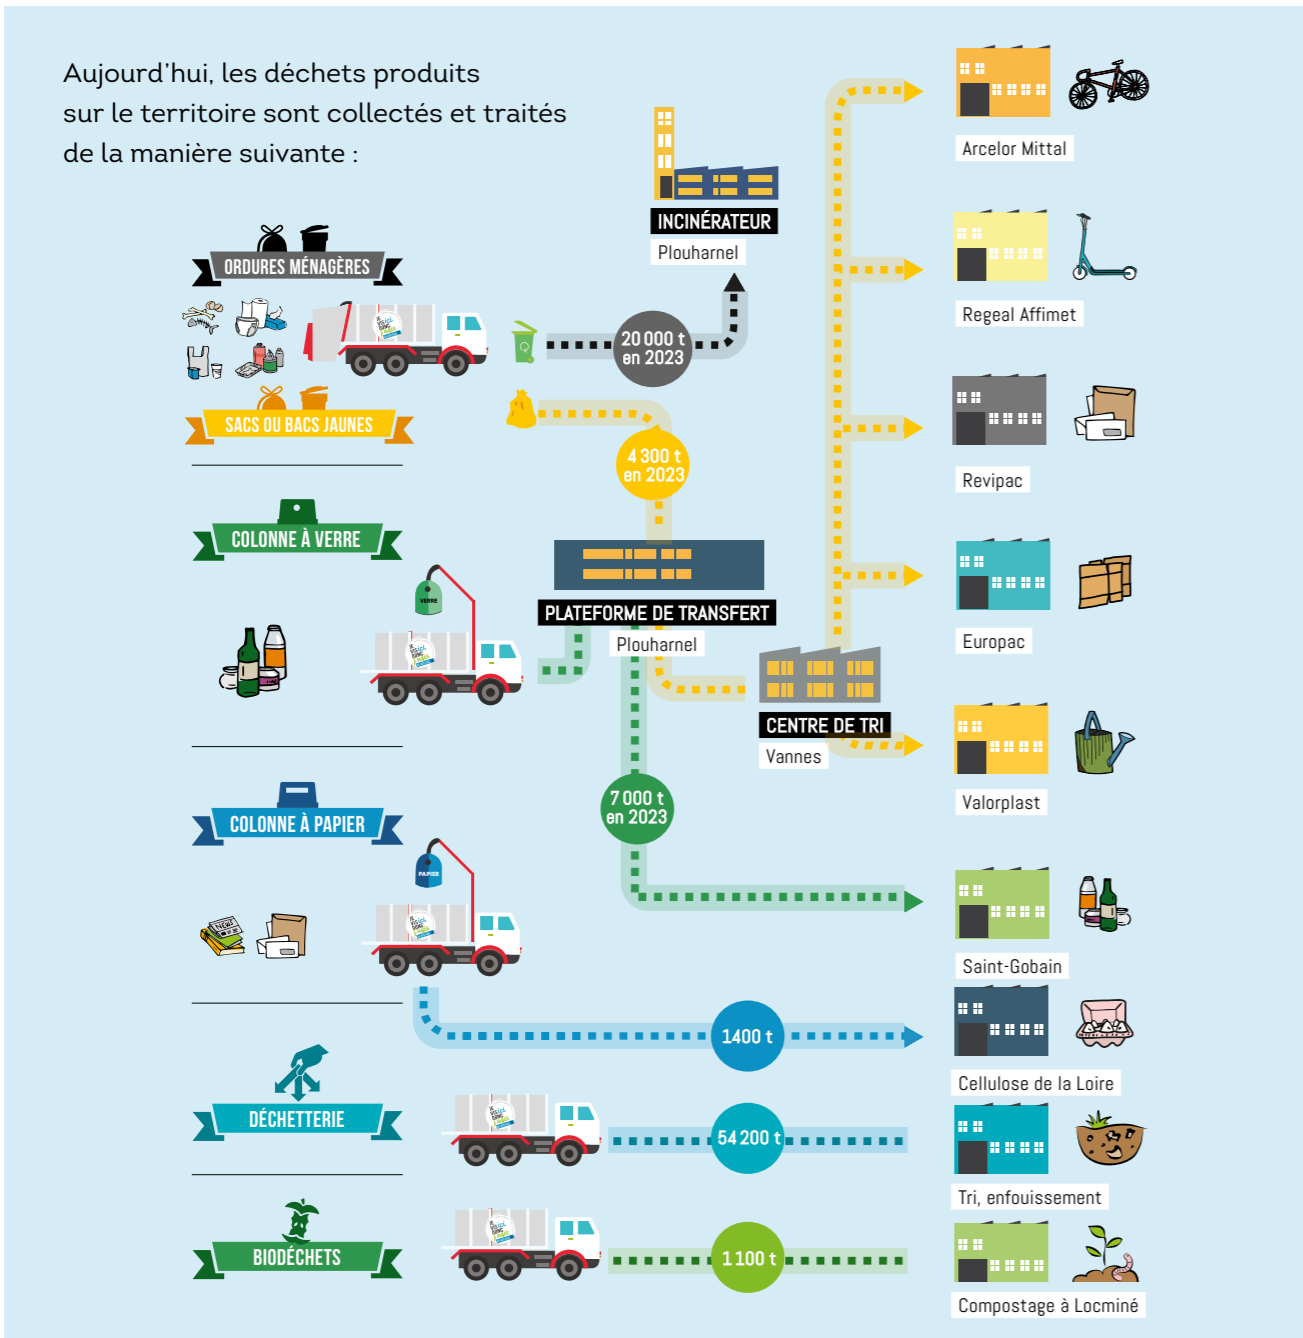 Aujourd'hui, les déchets produits
sur le territoire sont collectés et traités
de la manière suivante :
ORDURES MÉNAGÈRES
20 000 t
en 2023
INCINÉRATEUR
Plouharnel
SACS OU BACS JAUNES
4 300 t
en 2023
COLONNE À VERRE
VERRE
PLATEFORME DE TRANSFERT
Plouharnel
CENTRE DE TRI
Vannes
7 000 t
en 2023
COLONNE À PAPIER
PAPIER
NEWS
1400 t
DÉCHETTERIE
54 200 t
BIODÉCHETS
1 100 t
Arcelor Mittal
Regeal Affimet
Revipac
Europac
Valorplast
Saint-Gobain
Cellulose de la Loire
Tri, enfouissement
Compostage à Locminé